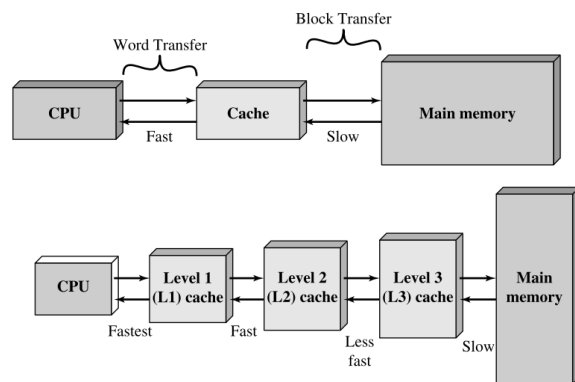 Block Transfer
Word Transfer
CPU
Cache
Main memory
Fast
Slow
CPU
Level 1
(L1) cache
Level 2
(L2) cache
Level 3
(L3) cache
Main
memory
Fastest
Fast
Less
fast
Slow